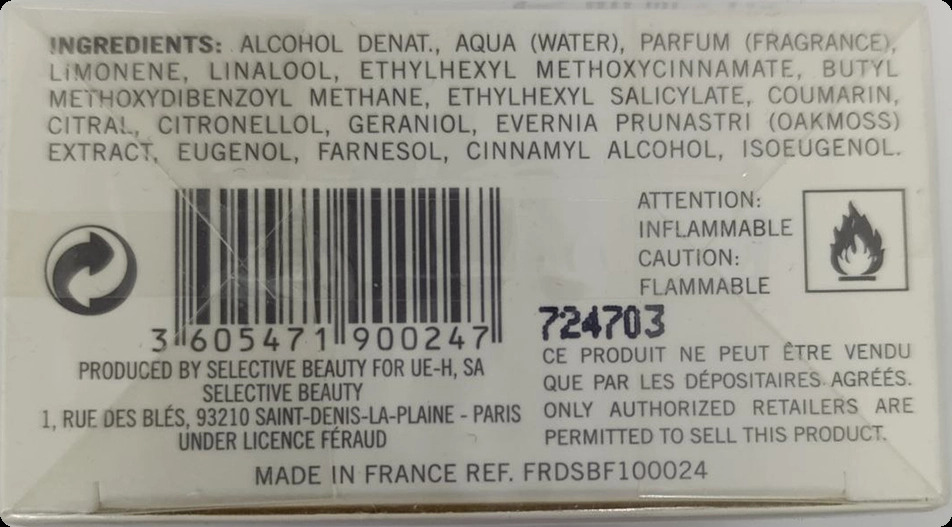 INGREDIENTS: ALCOHOL DENAT., AQUA (WATER), PARFUM (FRAGRANCE),
LIMONENE, LINALOOL, ETHYLHEXYL METHOXYCINNAMATE, BUTYL
METHOXYDIBENZOYL METHANE, ETHYLHEXYL SALICYLATE, COUMARIN,
CITRAL, CITRONELLOL, GERANIOL, EVERNIA PRUNASTRI (OAKMOSS)
EXTRACT, EUGENOL, FARNESOL, CINNAMYL ALCOHOL, ISOEUGENOL.
ATTENTION:
INFLAMMABLE
CAUTION:
FLAMMABLE
3 605471 900247
PRODUCED BY SELECTIVE BEAUTY FOR UE-H, SA
SELECTIVE BEAUTY
1, RUE DES BLÉS, 93210 SAINT-DENIS-LA-PLAINE - PARIS
UNDER LICENCE FÉRAUD
724703
CE PRODUIT NE PEUT ÊTRE VENDU
QUE PAR LES DÉPOSITAIRES AGRÉÉS.
ONLY AUTHORIZED RETAILERS ARE
PERMITTED TO SELL THIS PRODUCT.
MADE IN FRANCE REF. FRDSBF100024